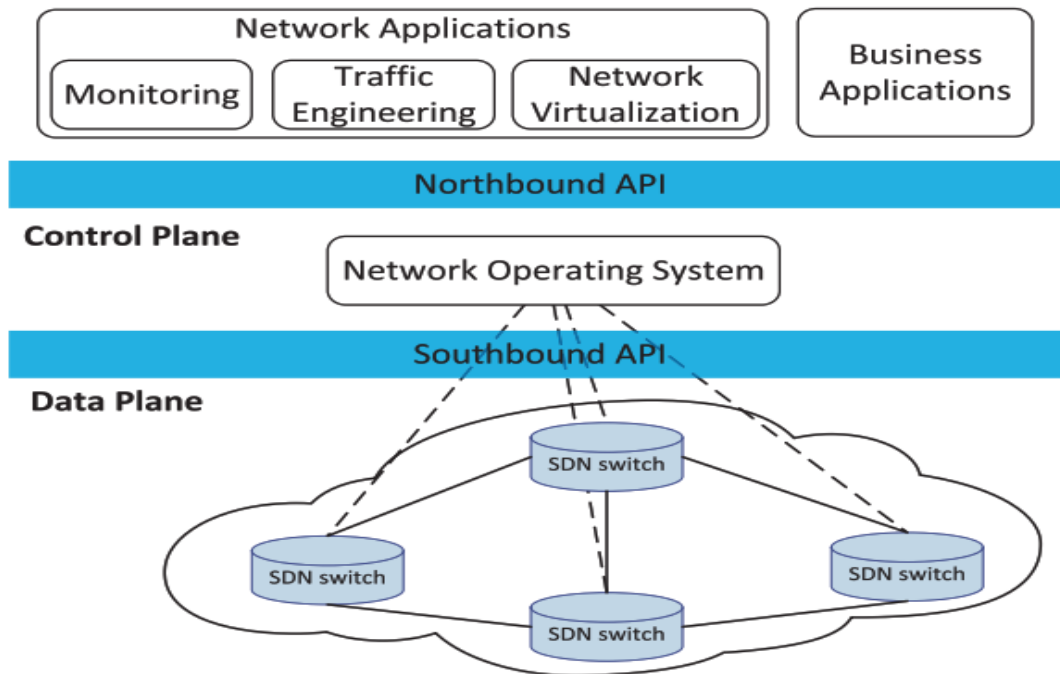 Network Applications
Monitoring
Traffic
Engineering
Network
Virtualization
Business
Applications
Northbound API
Control Plane
Network Operating System
Southbound API
Data Plane
SDN switch
SDN switch
SDN switch
SDN switch